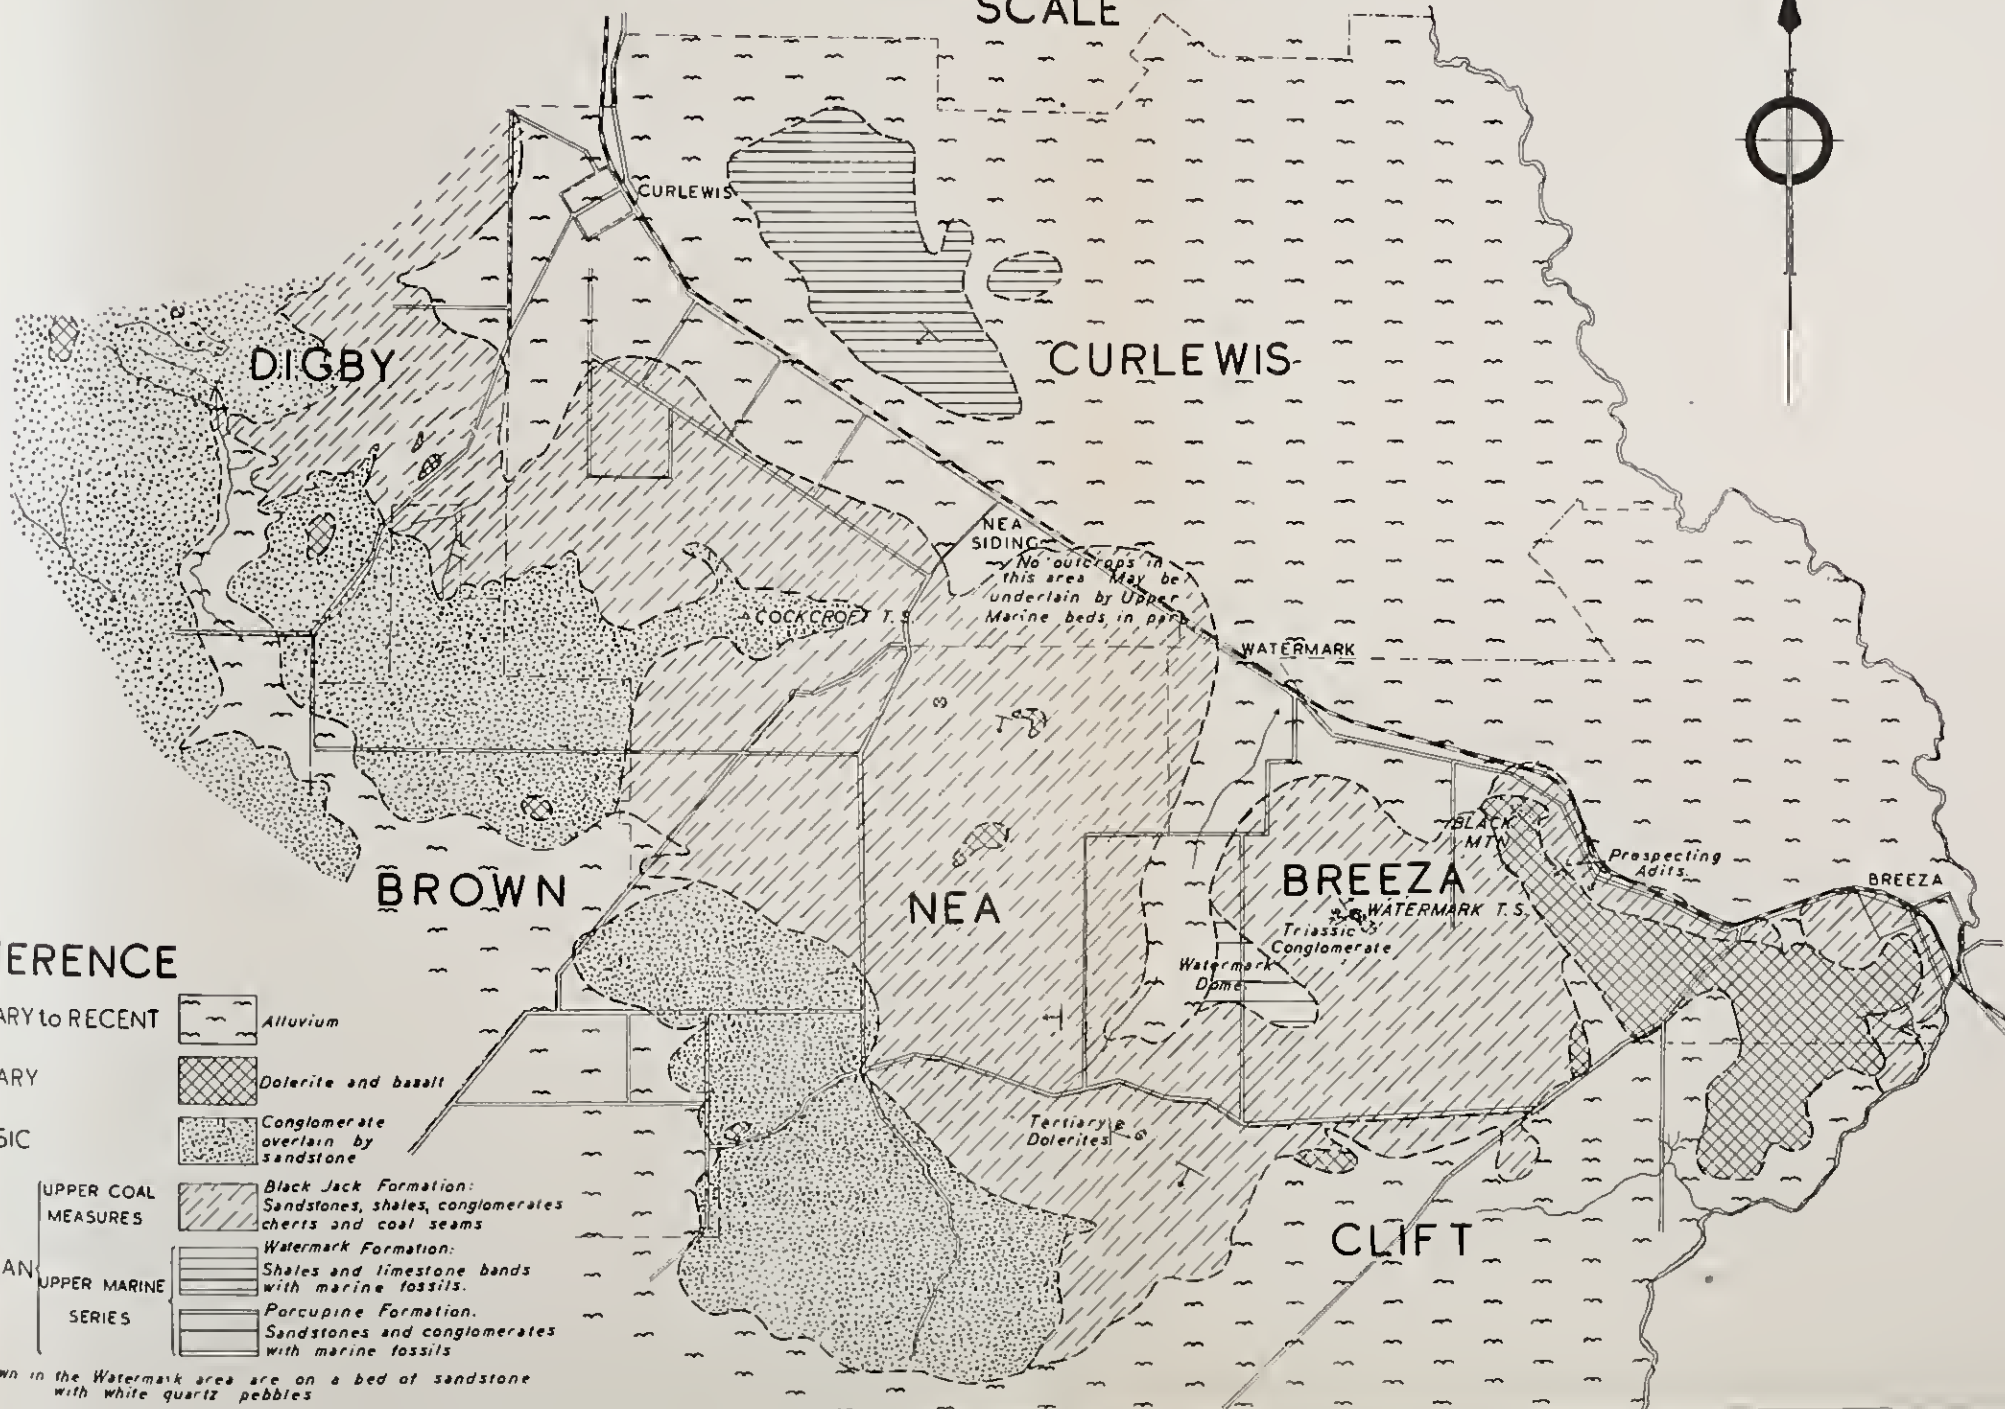 SCALE
CURLEWIS
DIGBY
CURLEWIS
NEA
SIDING
No outcrops in
this area May be
underlain by Upper
Marine beds in part
COCKCROFT T.S.
WATERMARK
BLACK
MTN
Prospecting
Adits.
BREEZA
BROWN
NEA
BREEZA
WATERMARK T.S.
Triassic
Conglomerate
Watermark
Dome
Tertiary
Dolerites
CLIFT
ERENCE
ARY to RECENT
Alluvium
ARY
Dolerite and basalt
SIC
Conglomerate
overlain by
sandstone
UPPER COAL
MEASURES
Black Jack Formation:
Sandstones, shales, conglomerates
cherts and coal seams
AN
UPPER MARINE
SERIES
Watermark Formation:
Shales and limestone bands
with marine fossils.
Porcupine Formation.
Sandstones and conglomerates
with marine fossils
wn in the Watermark area are on a bed of sandstone
with white quartz pebbles